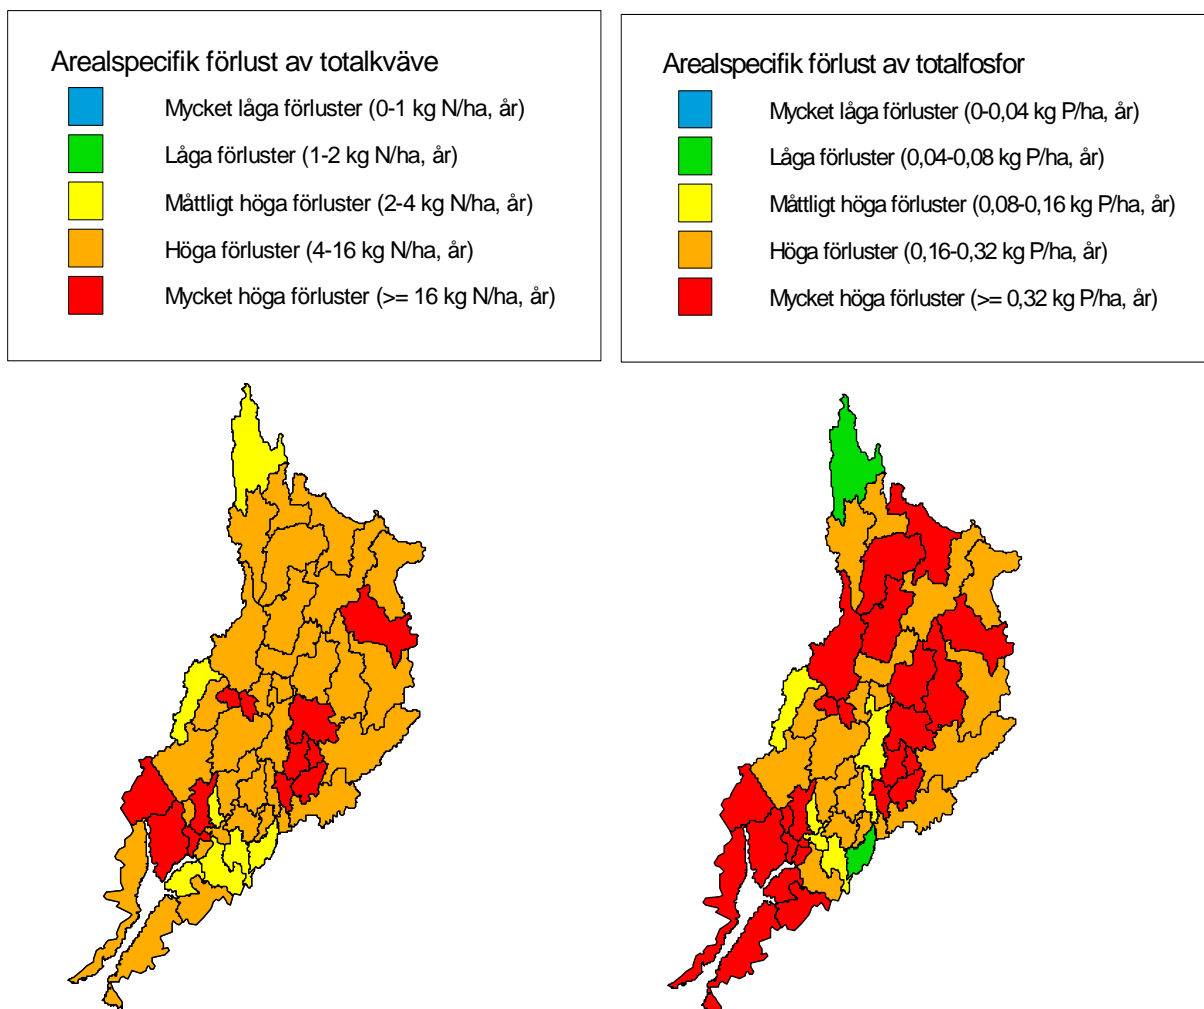 Arealspecifik förlust av totalkväve
Mycket låga förluster (0-1 kg N/ha, år)
Låga förluster (1-2 kg N/ha, år)
Måttligt höga förluster (2-4 kg N/ha, år)
Höga förluster (4-16 kg N/ha, år)
Mycket höga förluster (>= 16 kg N/ha, år)
Arealspecifik förlust av totalfosfor
Mycket låga förluster (0-0,04 kg P/ha, år)
Låga förluster (0,04-0,08 kg P/ha, år)
Måttligt höga förluster (0,08-0,16 kg P/ha, år)
Höga förluster (0,16-0,32 kg P/ha, år)
Mycket höga förluster (>= 0,32 kg P/ha, år)